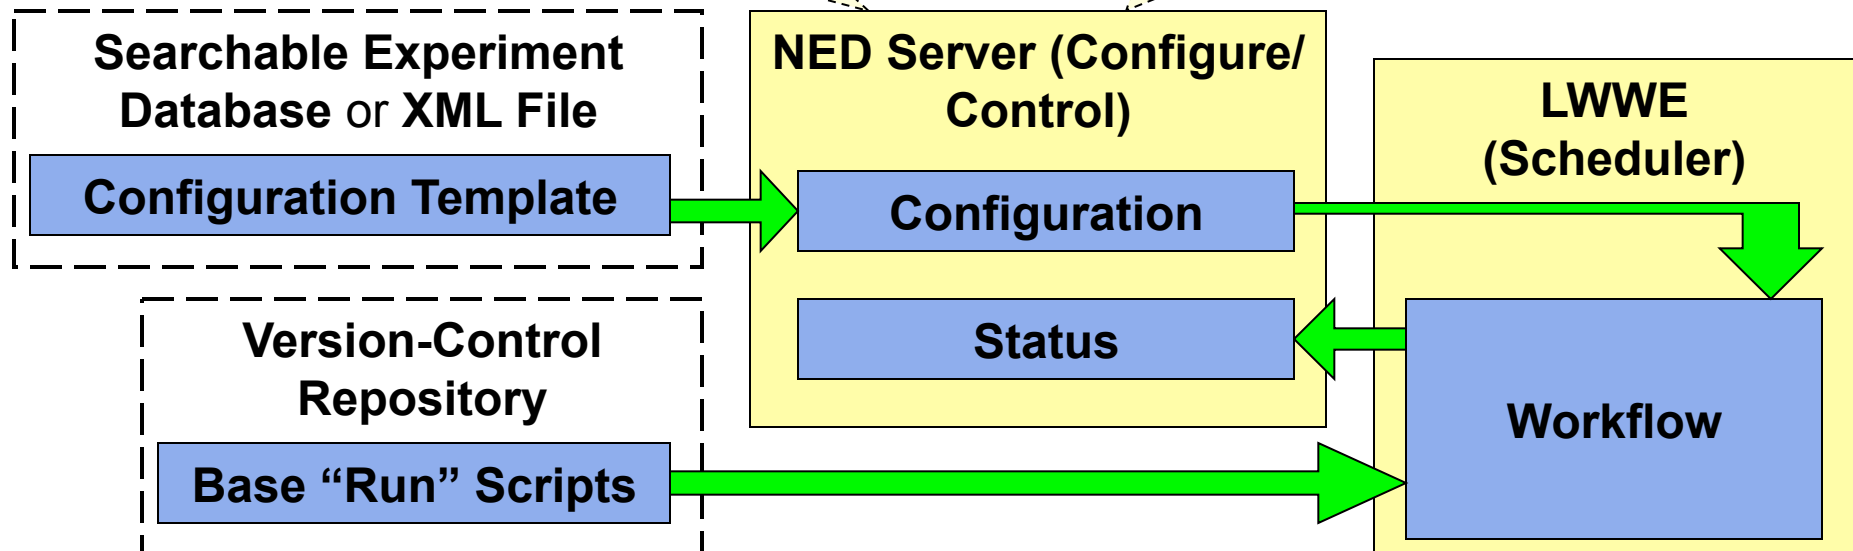 Searchable Experiment
Database or XML File
Configuration Template
NED Server (Configure/
Control)
Configuration
Status
LWWE
(Scheduler)
Workflow
Version-Control
Repository
Base “Run” Scripts